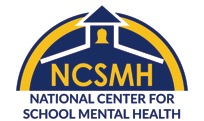 NCSMH
NATIONAL CENTER FOR
SCHOOL MENTAL HEALTH